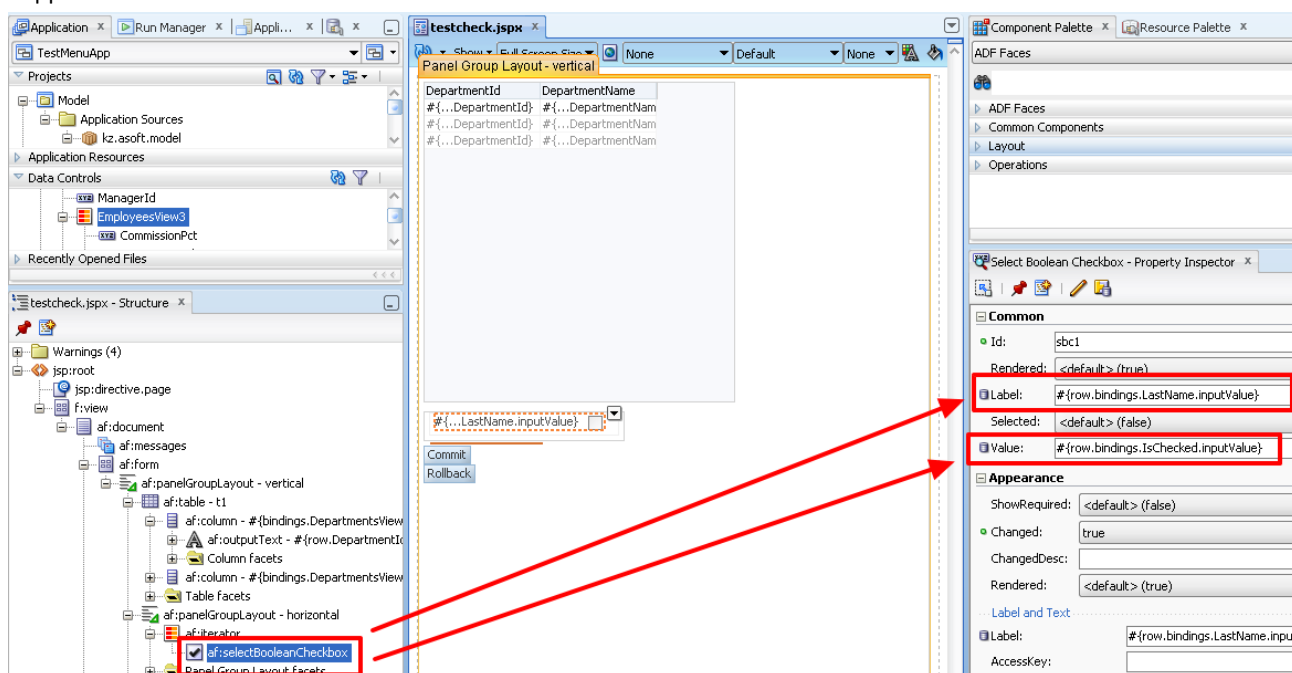 Application x Run Manager x Appli... x x
TestMenuApp
Projects
Model
Application Sources
kz.asoft.model
Application Resources
Data Controls
ManagerId
EmployeesView3
CommissionPct
Recently Opened Files
testcheck.jspx - Structure x
Warnings (4)
jsp:root
jsp:directive.page
f:view
af:document
af:messages
af:form
af:panelGroupLayout - vertical
af:table - t1
af:column - #{bindings.DepartmentsView
af:outputText - #{row.DepartmentId
Column facets
af:column - #{bindings.DepartmentsView
Table facets
af:panelGroupLayout - horizontal
af:iterator
af:selectBooleanCheckbox
Panel Group Layout facets
testcheck.jspx x
Show Full Screen Size None Default None
Panel Group Layout - vertical
DepartmentId DepartmentName
#{...DepartmentId} #{...DepartmentNam
#{...DepartmentId} #{...DepartmentNam
#{...DepartmentId} #{...DepartmentNam
#{...LastName.inputValue}
Commit
Rollback
Component Palette x Resource Palette x
ADF Faces
ADF Faces
Common Components
Layout
Operations
Select Boolean Checkbox - Property Inspector x
Common
Id: sbc1
Rendered: <default> (true)
Label: #{row.bindings.LastName.inputValue}
Selected: <default> (false)
Value: #{row.bindings.IsChecked.inputValue}
Appearance
ShowRequired: <default> (false)
Changed: true
ChangedDesc:
Rendered: <default> (true)
Label and Text
Label: #{row.bindings.LastName.inpu
AccessKey: